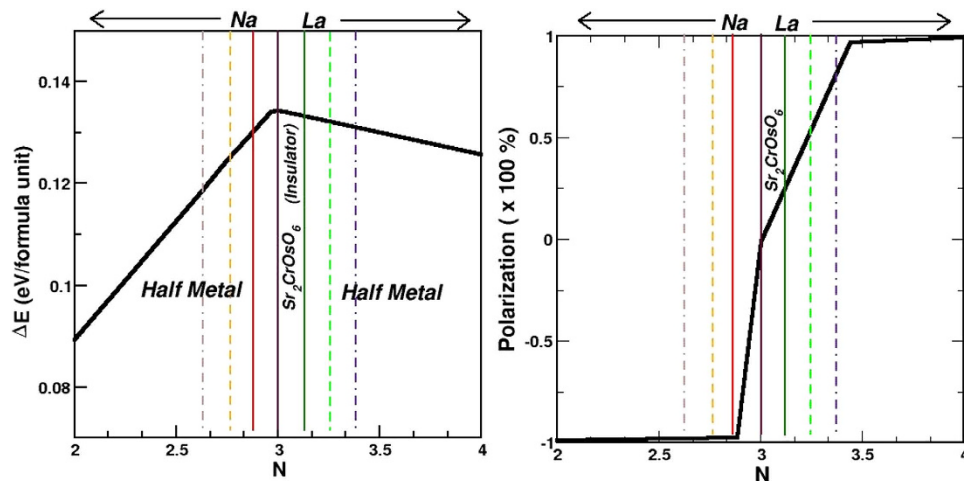 Na La
0.14
0.12
0.1
0.08
ΔE (eV/formula unit)
Half Metal
Sr2CrOsO6 (Insulator)
Half Metal
2 2.5 3 3.5 4
N
Na La
1
0.5
0
-0.5
-1
Polarization ( x 100 %)
Sr2CrOsO6
2 2.5 3 3.5 4
N